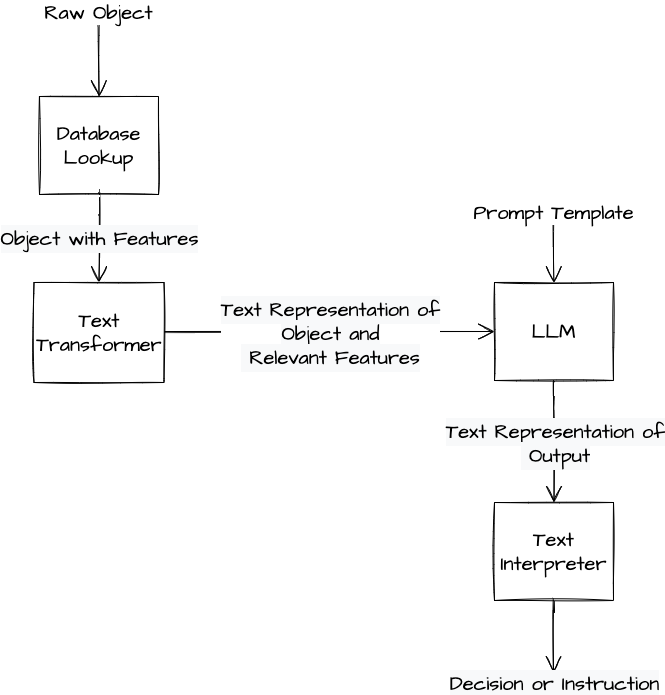 Raw Object
Database
Lookup
Object with Features
Text
Transformer
Text Representation of
Object and
Relevant Features
Prompt Template
LLM
Text Representation of
Output
Text
Interpreter
Decision or Instruction